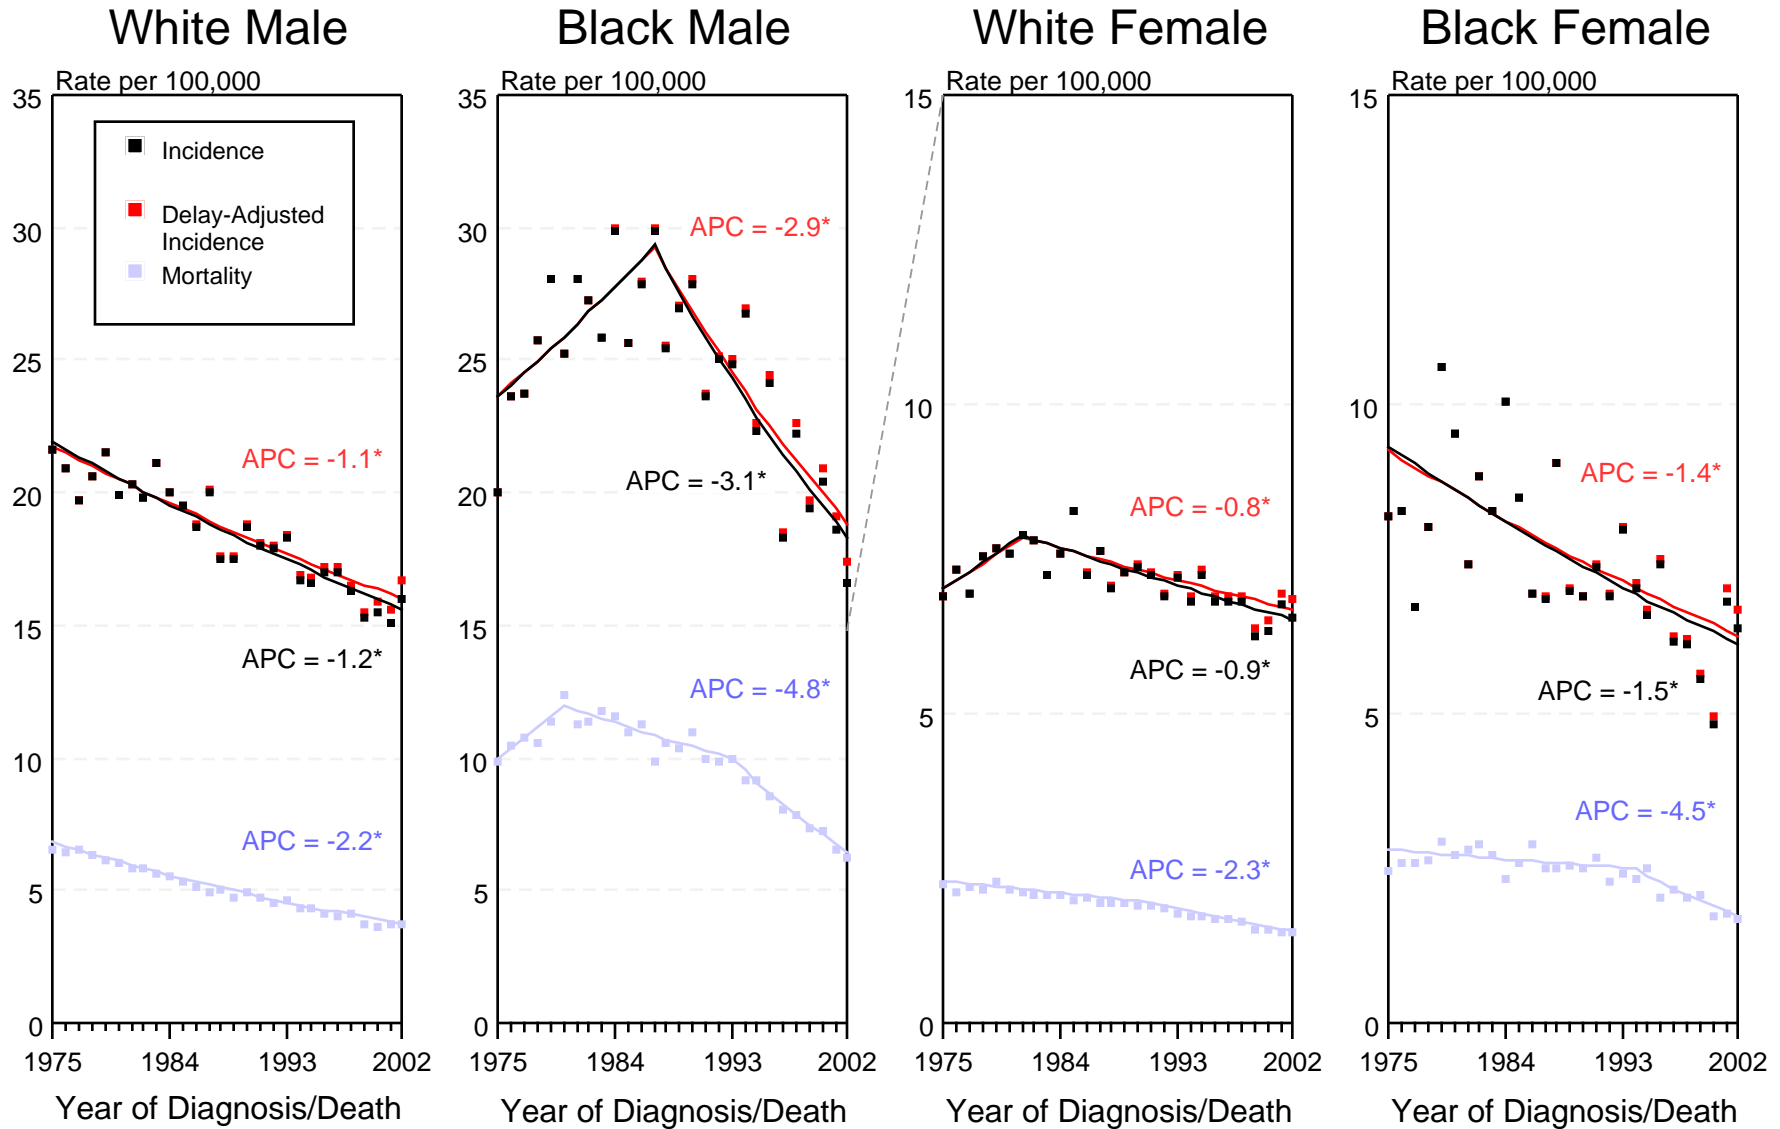 White Male
Black Male
White Female
Black Female
Rate per 100,000
Rate per 100,000
Rate per 100,000
Rate per 100,000
35
30
25
20
15
10
5
0
Incidence
Delay-Adjusted
Incidence
Mortality
APC = -1.1*
APC = -1.2*
APC = -2.2*
1975
1984
1993
2002
Year of Diagnosis/Death
35
30
25
20
15
10
5
0
APC = -2.9*
APC = -3.1*
APC = -4.8*
1975
1984
1993
2002
Year of Diagnosis/Death
15
10
5
0
APC = -0.8*
APC = -0.9*
APC = -2.3*
1975
1984
1993
2002
Year of Diagnosis/Death
15
10
5
0
APC = -1.4*
APC = -1.5*
APC = -4.5*
1975
1984
1993
2002
Year of Diagnosis/Death